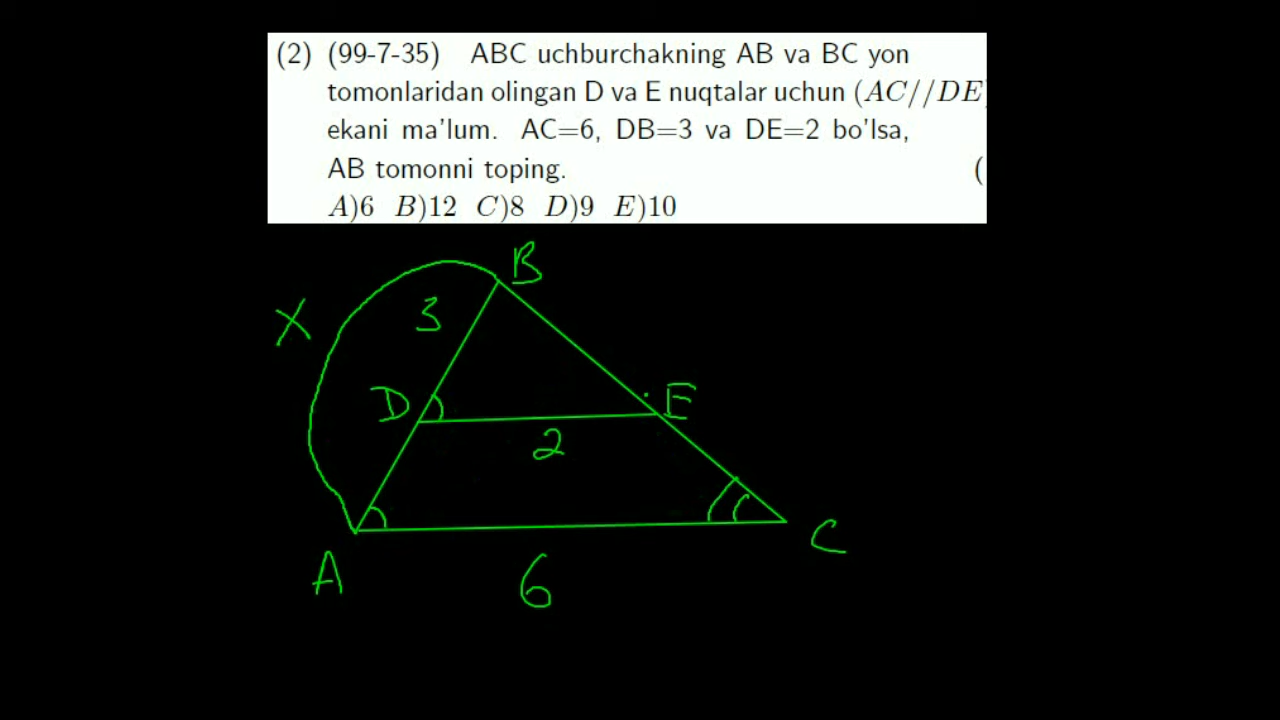 (2) (99-7-35) ABC uchburchakning AB va BC yon
tomonlaridan olingan D va E nuqtalar uchun (AC//DE)
ekani ma'lum. AC=6, DB=3 va DE=2 bo'lsa,
AB tomonni toping. (
A)6 B)12 C)8 D)9 E)10
B
3
X
D
E
2
C
A
6